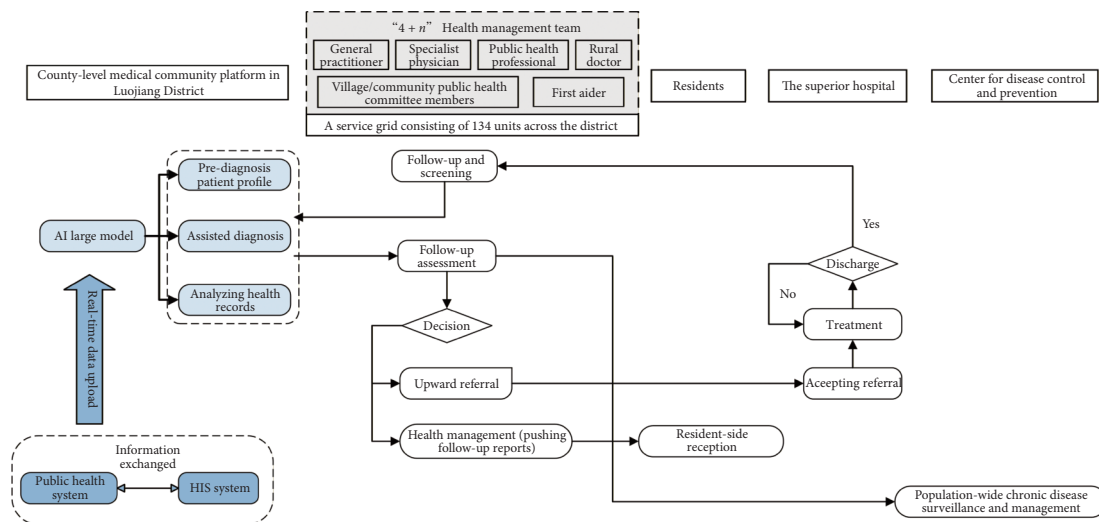 "4 + n" Health management team
General
practitioner
Specialist
physician
Public health
professional
Rural
doctor
Village/community public health
committee members
First aider
A service grid consisting of 134 units across the district
County-level medical community platform in
Luojiang District
Residents
The superior hospital
Center for disease control
and prevention
Pre-diagnosis
patient profile
Follow-up and
screening
AI large model
Assisted diagnosis
Analyzing health
records
Follow-up
assessment
Decision
Yes
Discharge
No
Treatment
Upward referral
Aceepting referral
Health management (pushing
follow-up reports)
Resident-side
reception
Real-time data upload
Information
exchanged
Public health
system
HIS system
Population-wide chronic disease
surveillance and management